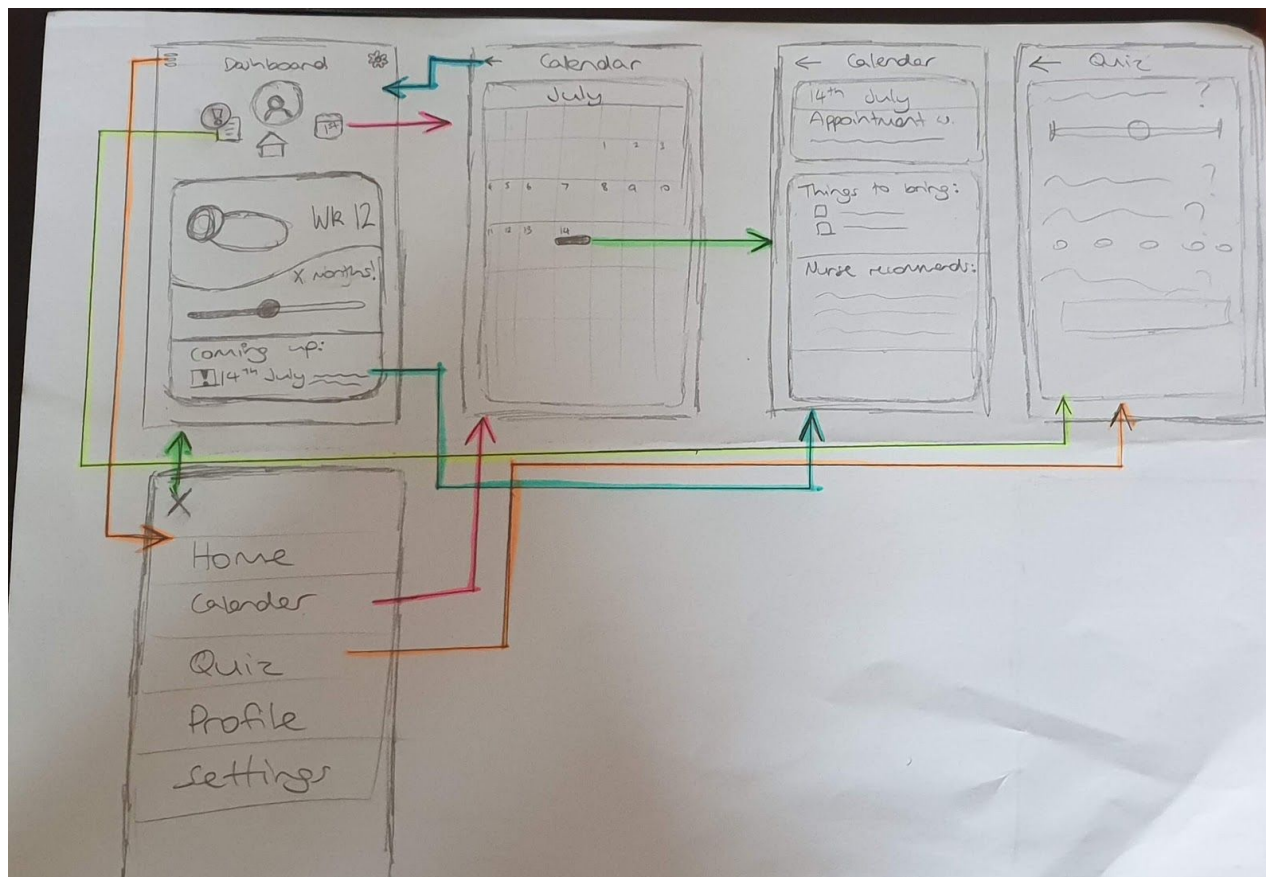 Dashboard
1st
Wk 12
X months!
Coming up:
! 14th July
Calendar
July
1 2 3
4 5 6 7 8 9 10
11 12 13 14
Calender
14th July
Appointment
Things to bring:
Nurse recommends:
Quiz
?
?
?
?
X
Home
Calender
Quiz
Profile
Settings